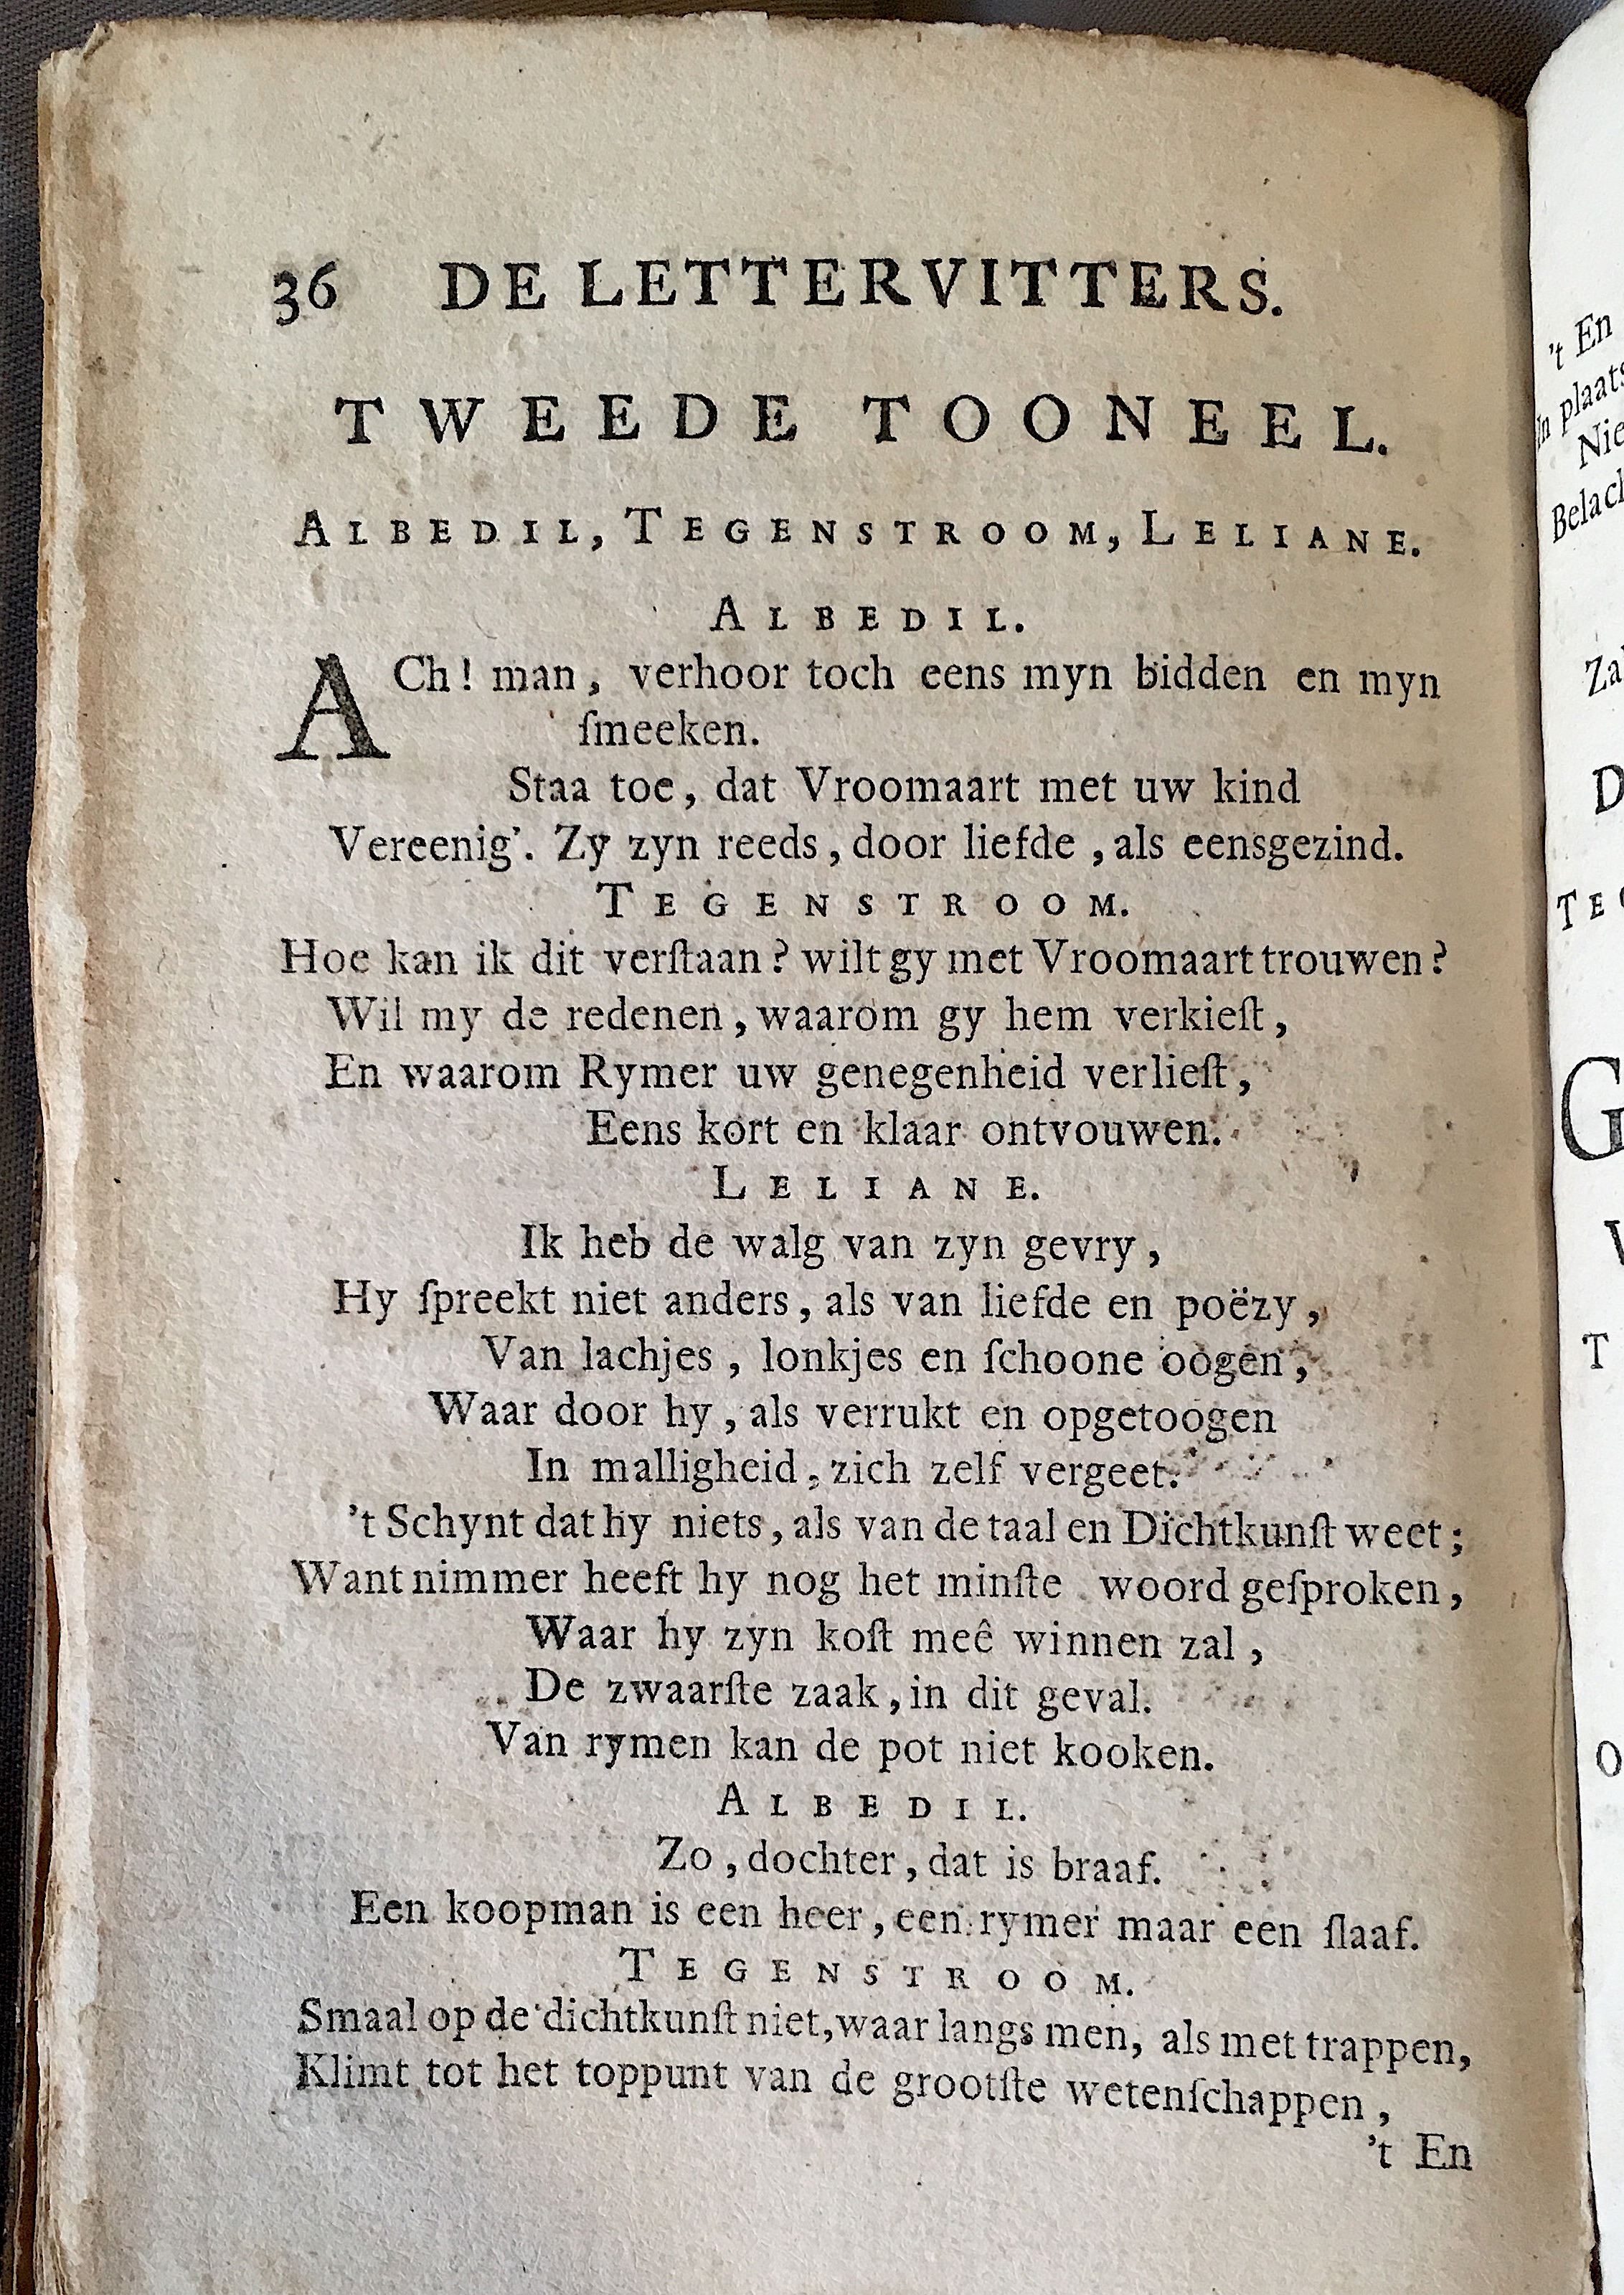 36 DE LETTERVITTERS.
TWEEDE TOONEEL.
ALBEDIL, TEGENSTROOM, LELIANE.
ALBEDIL.
ACh! man, verhoor toch eens myn bidden en myn
ſmeeken.
Staa toe, dat Vroomaart met uw kind
Vereenig’. Zy zyn reeds, door liefde, als eensgezind.
TEGENSTROOM.
Hoe kan ik dit verſtaan? wilt gy met Vroomaart trouwen?
Wil my de redenen, waarom gy hem verkieſt,
En waarom Rymer uw genegenheid verlieſt,
Eens kort en klaar ontvouwen.
LELIANE.
Ik heb de walg van zyn gevry,
Hy ſpreekt niet anders, als van liefde en poëzy,
Van lachjes, lonkjes en ſchoone oogen,
Waar door hy, als verrukt en opgetoogen
In malligheid, zich zelf vergeet.
’t Schynt dat hy niets, als van de taal en Dichtkunſt weet;
Want nimmer heeft hy nog het minſte woord geſproken,
Waar hy zyn koſt meê winnen zal,
De zwaarſte zaak, in dit geval.
Van rymen kan de pot niet kooken.
ALBEDIL.
Zo, dochter, dat is braaf.
Een koopman is een heer, een rymer maar een ſlaaf.
TEGENSTROOM.
Smaal op de dichtkunſt niet, waar langs men, als met trappen,
Klimt tot het toppunt van de grootſte wetenſchappen,
’t En
’t En
In plaats
Belach